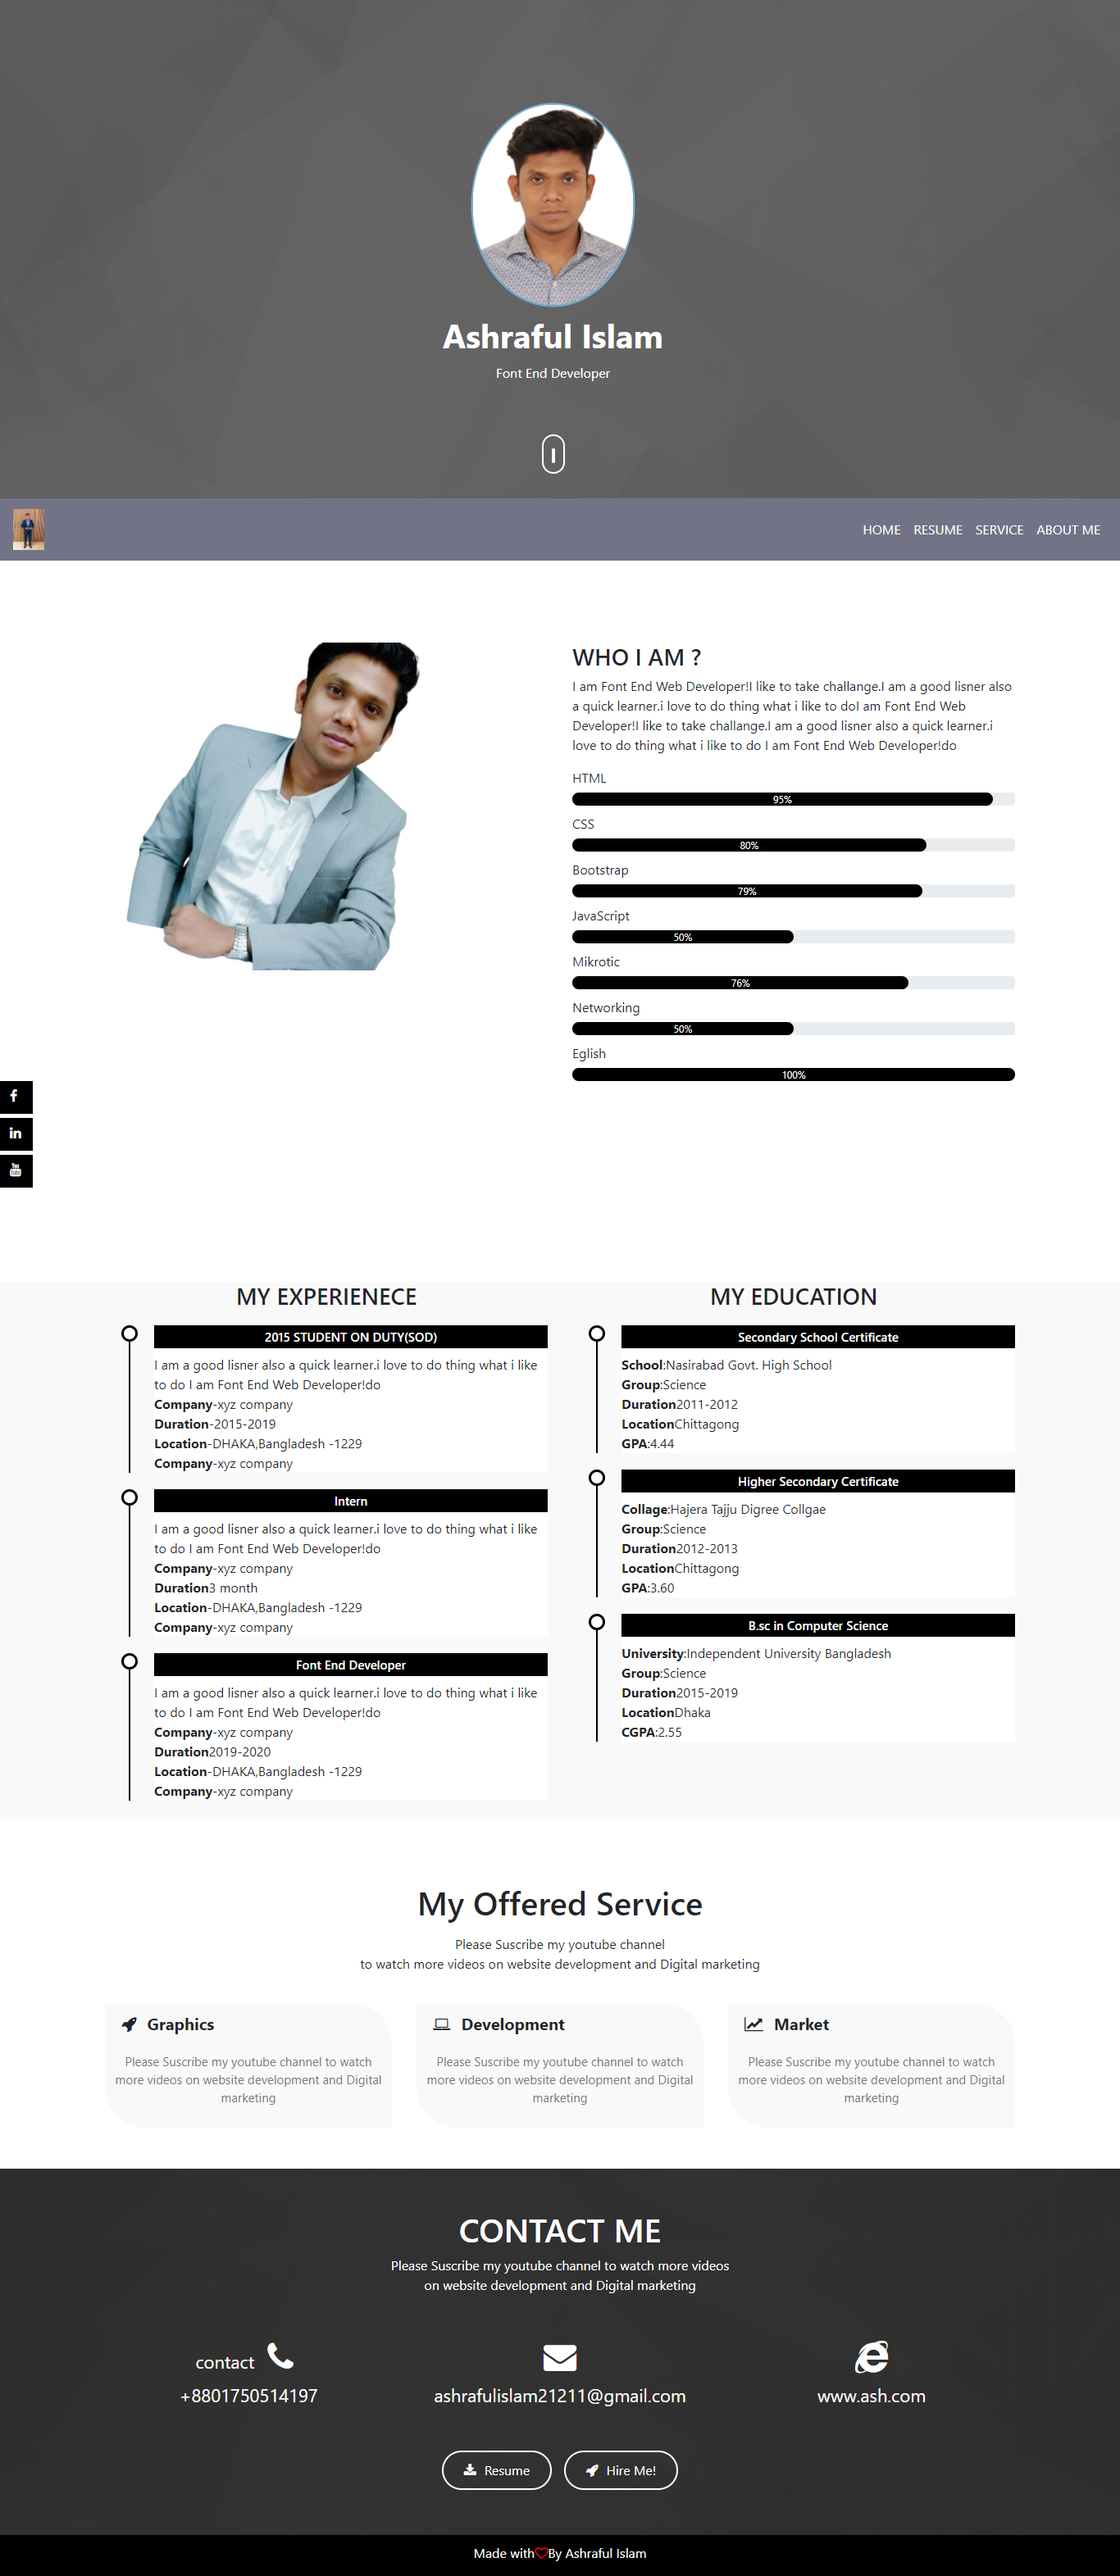 Ashraful Islam
Font End Developer
HOME RESUME SERVICE ABOUT ME
WHO I AM ?
I am Font End Web Developer!I like to take challange.I am a good lisner also
a quick learner.i love to do thing what i like to doI am Font End Web
Developer!I like to take challange.I am a good lisner also a quick learner.i
love to do thing what i like to do I am Font End Web Developer!do
HTML
95%
CSS
80%
Bootstrap
79%
JavaScript
50%
Mikrotic
76%
Networking
50%
Eglish
100%
MY EXPERIENECE
2015 STUDENT ON DUTY(SOD)
I am a good lisner also a quick learner.i love to do thing what i like
to do I am Font End Web Developer!do
Company-xyz company
Duration-2015-2019
Location-DHAKA,Bangladesh -1229
Company-xyz company
Intern
I am a good lisner also a quick learner.i love to do thing what i like
to do I am Font End Web Developer!do
Company-xyz company
Duration3 month
Location-DHAKA,Bangladesh -1229
Company-xyz company
Font End Developer
I am a good lisner also a quick learner.i love to do thing what i like
to do I am Font End Web Developer!do
Company-xyz company
Duration2019-2020
Location-DHAKA,Bangladesh -1229
Company-xyz company
MY EDUCATION
Secondary School Certificate
School:Nasirabad Govt. High School
Group:Science
Duration2011-2012
LocationChittagong
GPA:4.44
Higher Secondary Certificate
Collage:Hajera Tajju Digree Collgae
Group:Science
Duration2012-2013
LocationChittagong
GPA:3.60
B.sc in Computer Science
University:Independent University Bangladesh
Group:Science
Duration2015-2019
LocationDhaka
CGPA:2.55
My Offered Service
Please Suscribe my youtube channel
to watch more videos on website development and Digital marketing
Graphics
Please Suscribe my youtube channel to watch
more videos on website development and Digital
marketing
Development
Please Suscribe my youtube channel to watch
more videos on website development and Digital
marketing
Market
Please Suscribe my youtube channel to watch
more videos on website development and Digital
marketing
CONTACT ME
Please Suscribe my youtube channel to watch more videos
on website development and Digital marketing
contact
+8801750514197
ashrafulislam21211@gmail.com
www.ash.com
Resume
Hire Me!
Made with By Ashraful Islam